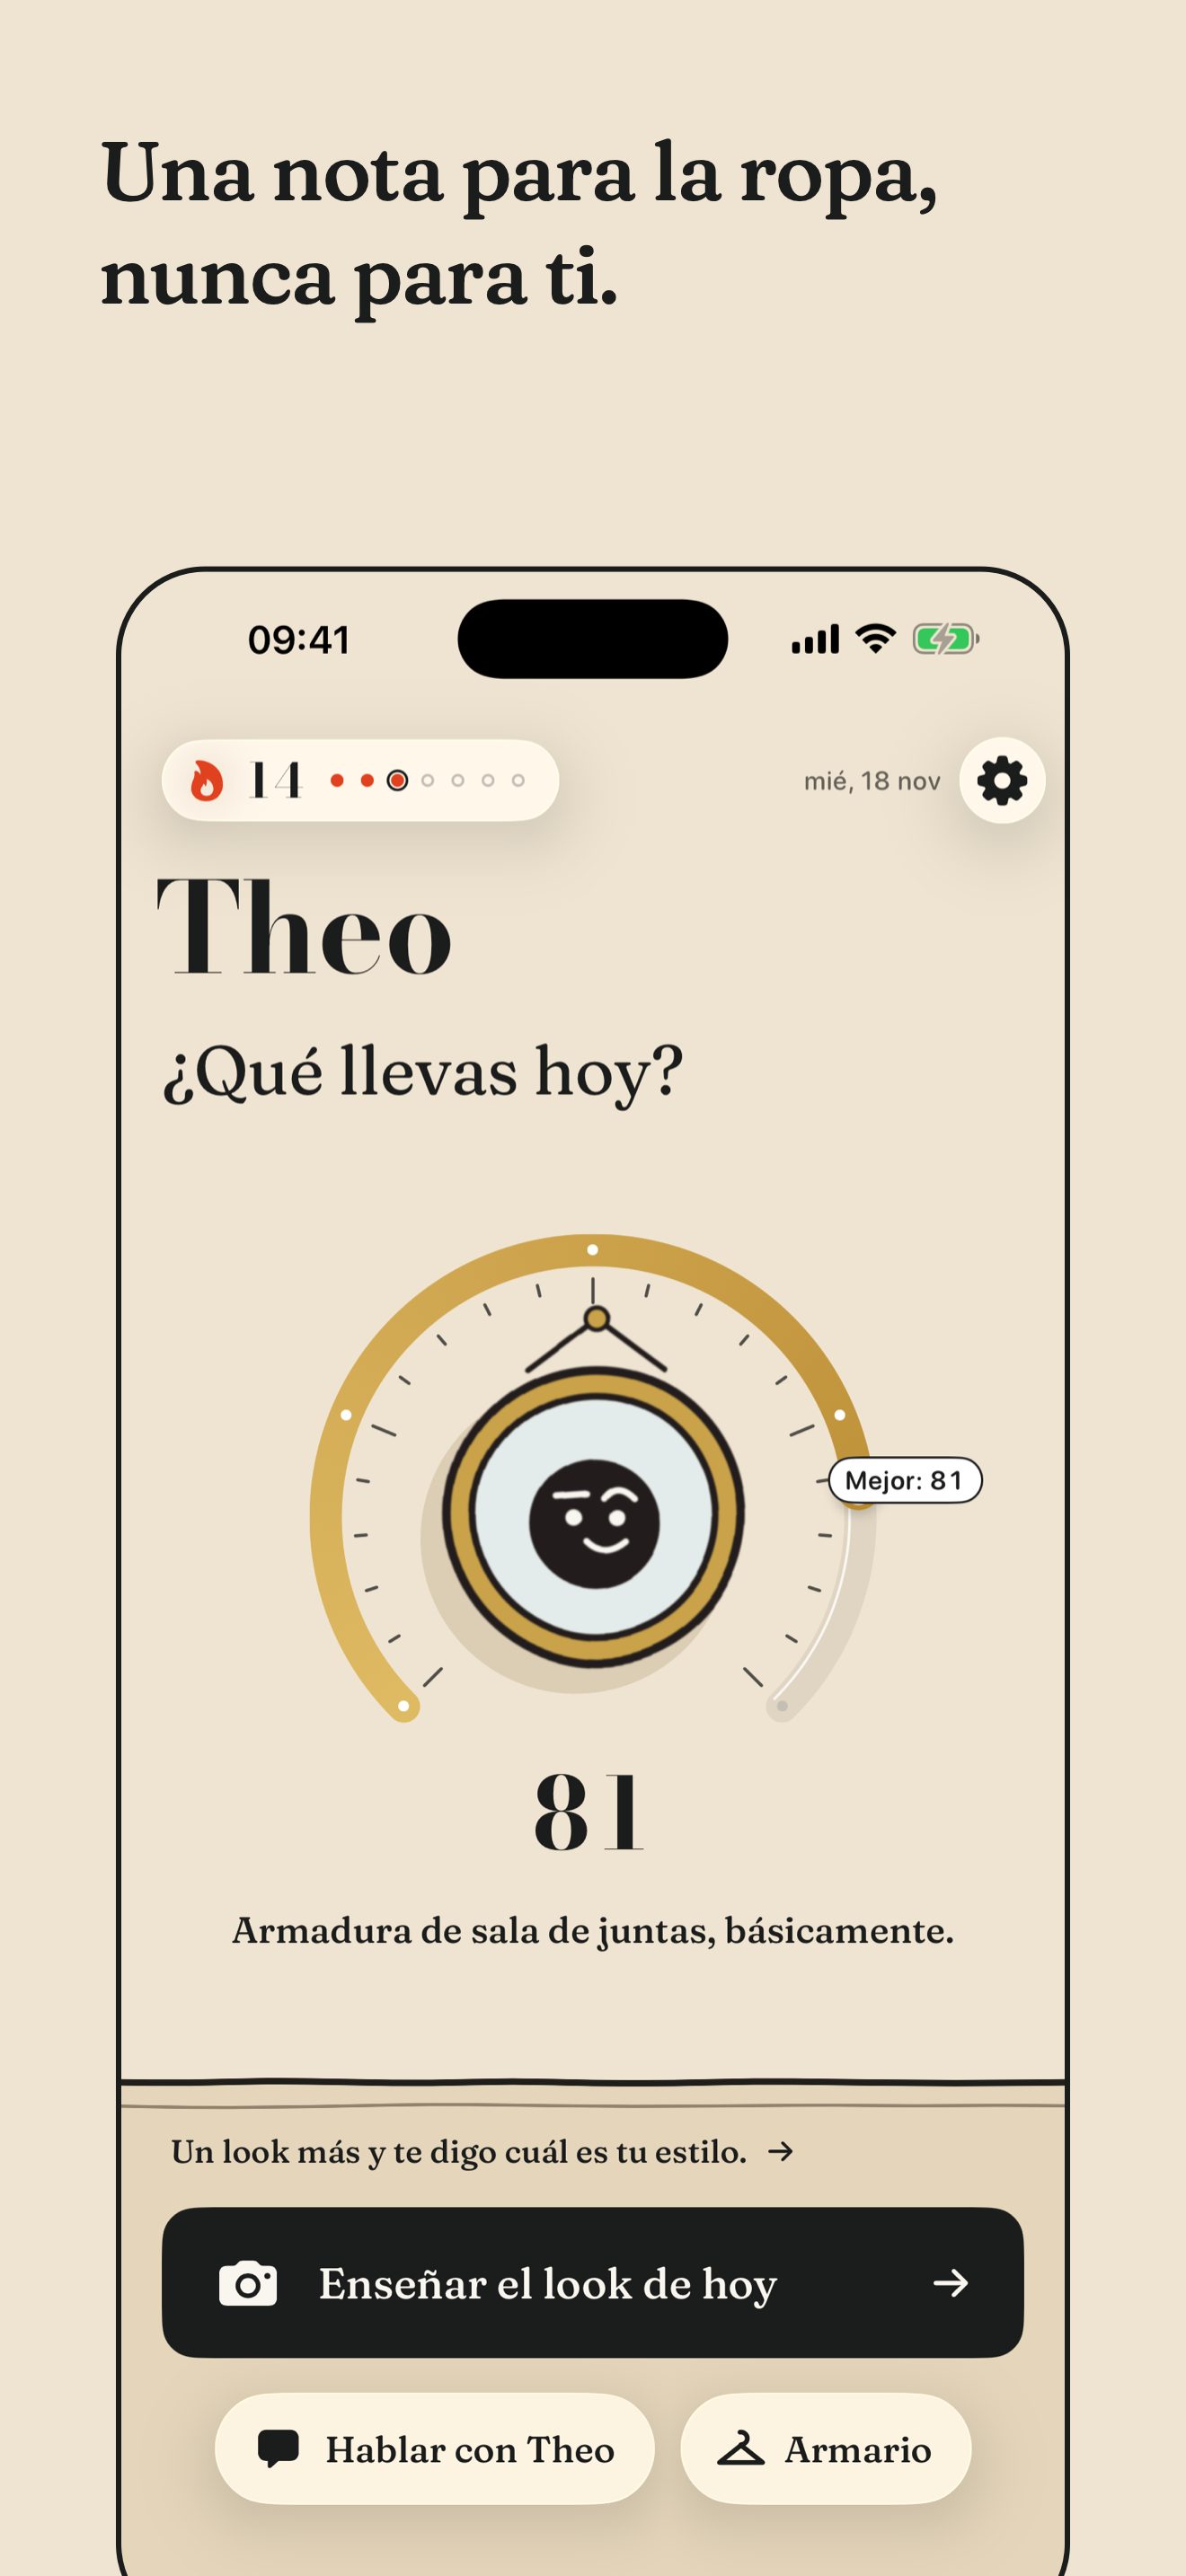 Una nota para la ropa,
nunca para ti.
09:41
14
mié, 18 nov
Theo
¿Qué llevas hoy?
Mejor: 81
81
Armadura de sala de juntas, básicamente.
Un look más y te digo cuál es tu estilo. →
Enseñar el look de hoy →
Hablar con Theo
Armario